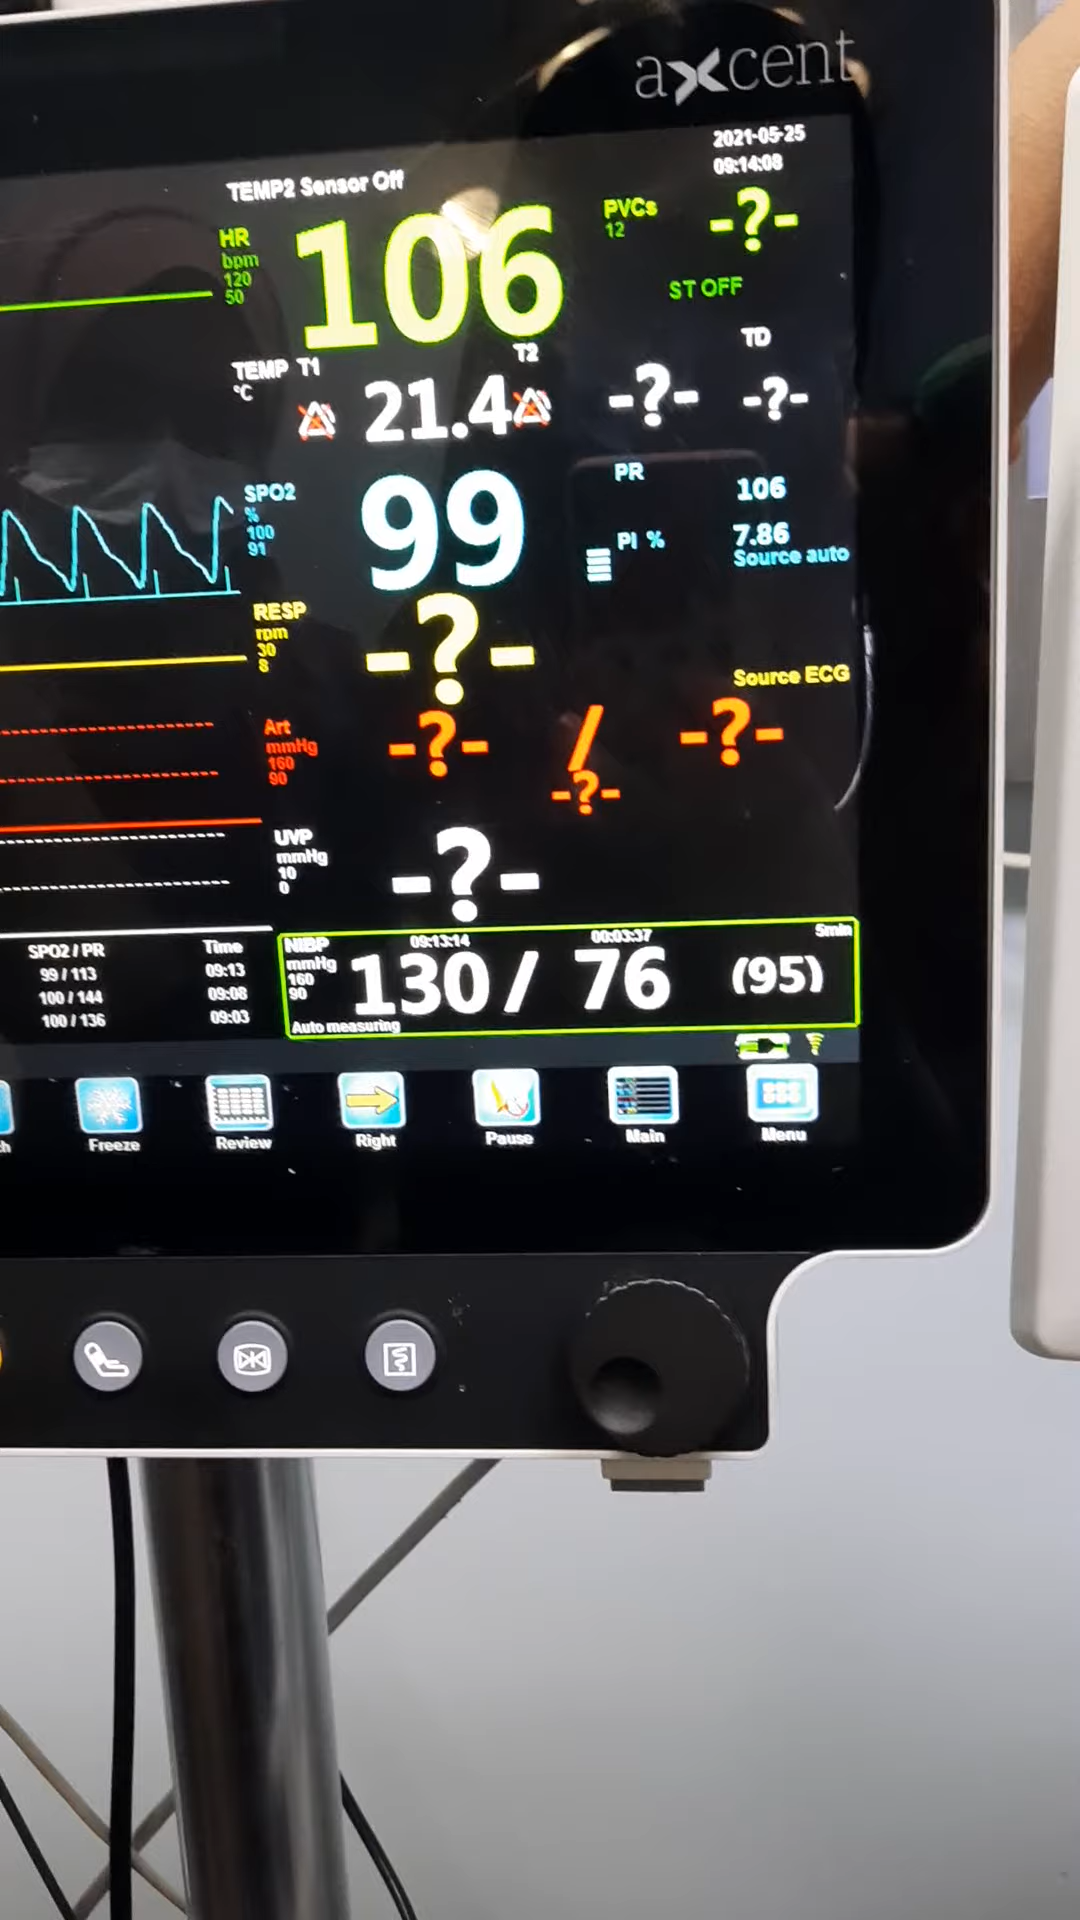 axcent
2021-05-25
09:14:08
TEMP2 Sensor Off
HR
bpm
120
50
106
PVCs
12
-?-
ST OFF
TEMP T1
°C
21.4
T2
-?-
TD
-?-
SPO2
%
100
91
99
PR
106
PI %
7.86
Source auto
RESP
rpm
30
8
-?-
Source ECG
Art
mmHg
160
90
-?- / -?-
-?-
UVP
mmHg
10
0
-?-
SPO2 / PR Time
99 / 113 09:13
100 / 144 09:08
100 / 136 09:03
NIBP
mmHg
160
90
09:13:14
00:03:37
5min
130 / 76 (95)
Auto measuring
Freeze
Review
Right
Pause
Main
Menu